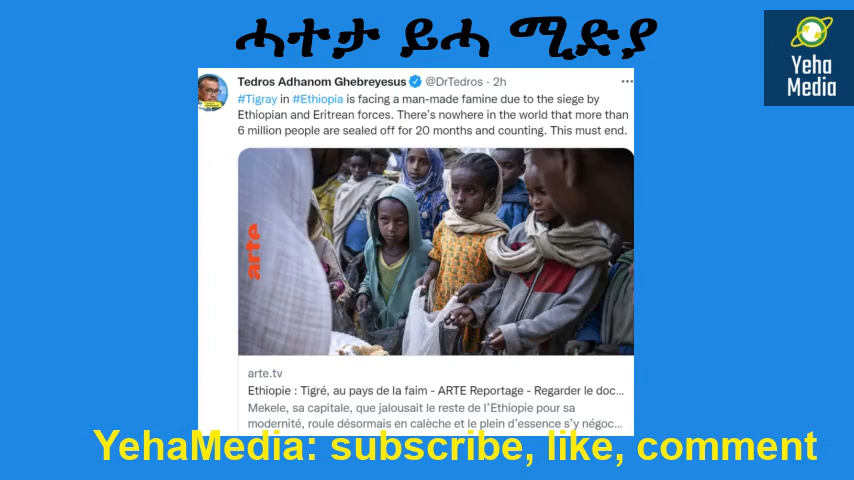 ሓተታ ይሓ ሚድያ
Yeha
Media
Tedros Adhanom Ghebreyesus @DrTedros · 2h
#Tigray in #Ethiopia is facing a man-made famine due to the siege by
Ethiopian and Eritrean forces. There's nowhere in the world that more than
6 million people are sealed off for 20 months and counting. This must end.
arte
arte.tv
Ethiopie : Tigré, au pays de la faim - ARTE Reportage - Regarder le doc...
Mekele, sa capitale, que jalousait le reste de l'Ethiopie pour sa
modernité, roule désormais en calèche et le plein d'essence s'y négoc...
YehaMedia: subscribe, like, comment